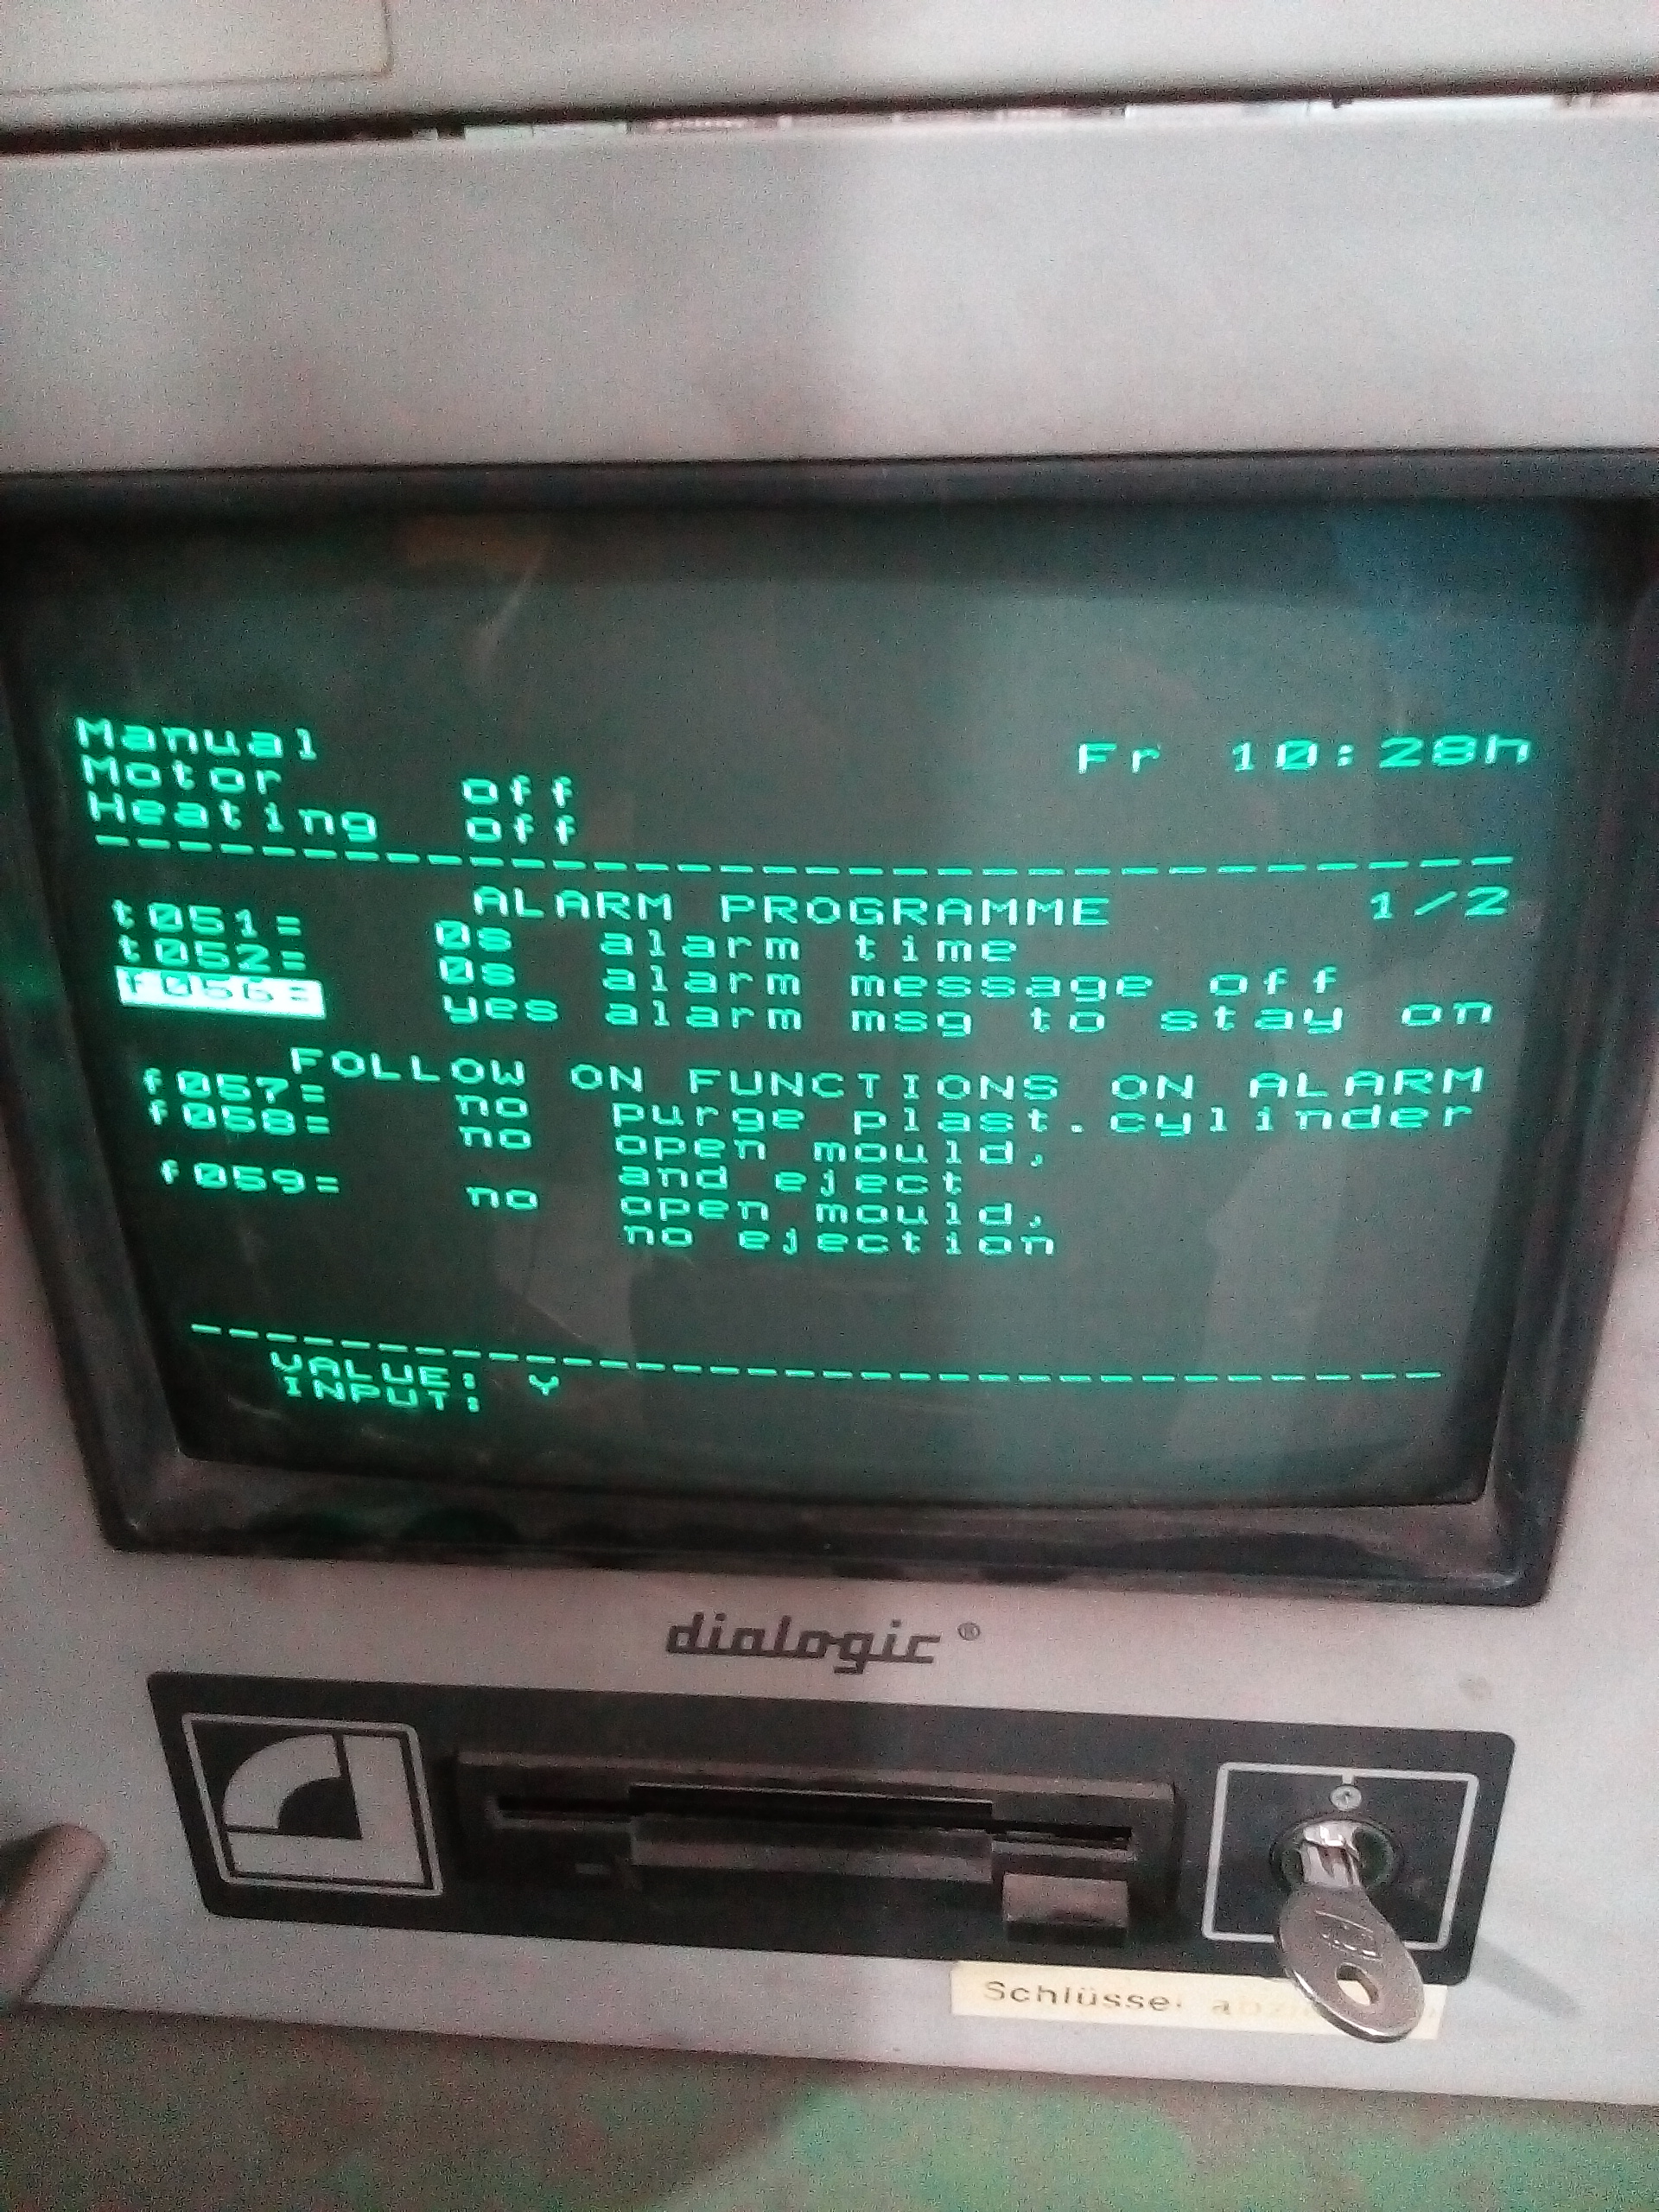 Manual
Fr 10:28h
Motor off
Heating off
ALARM PROGRAMME 1/2
t051= 0s alarm time
t052= 0s alarm message off
f056= yes alarm msg to stay on
FOLLOW ON FUNCTIONS ON ALARM
f057= no purge plast.cylinder
f058= no open mould,
and eject
f059= no open mould,
no ejection
VALUE: Y
INPUT:
dialogic ®
Schlüssel